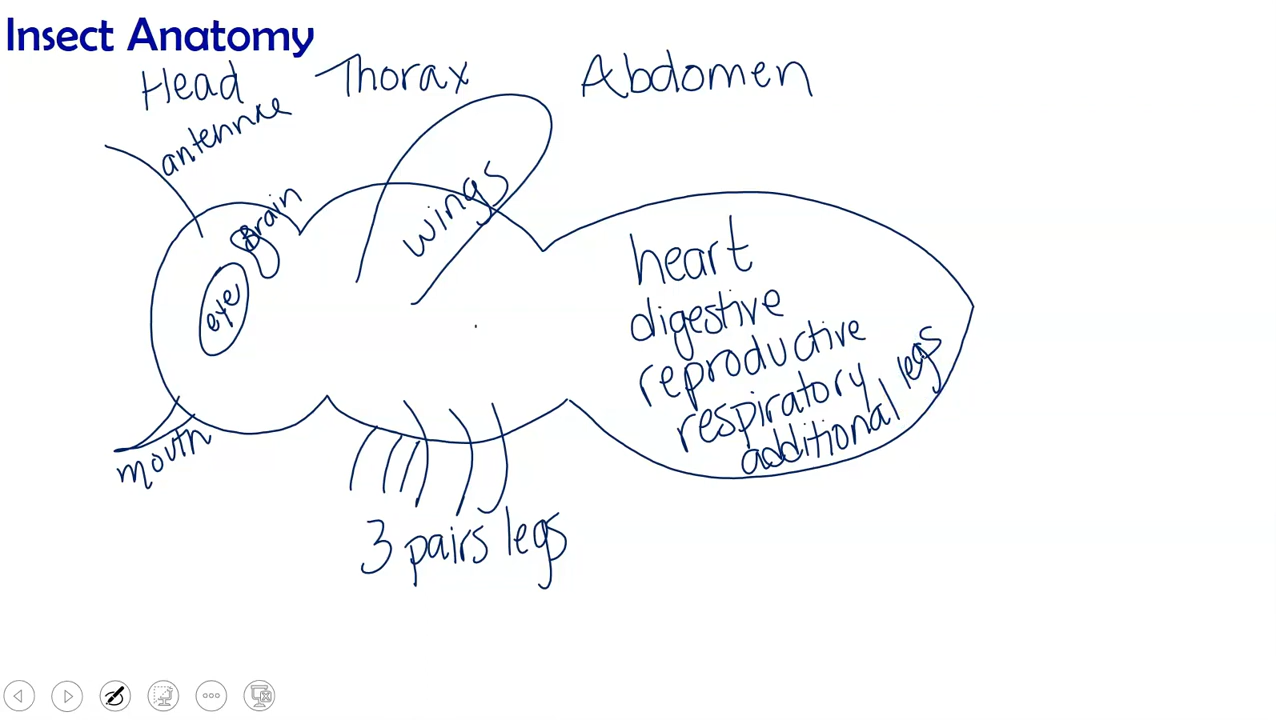 Insect Anatomy
Head Thorax Abdomen
antennae
brain
wings
eye
heart
digestive
reproductive
respiratory
additional legs
mouth
3 pairs legs